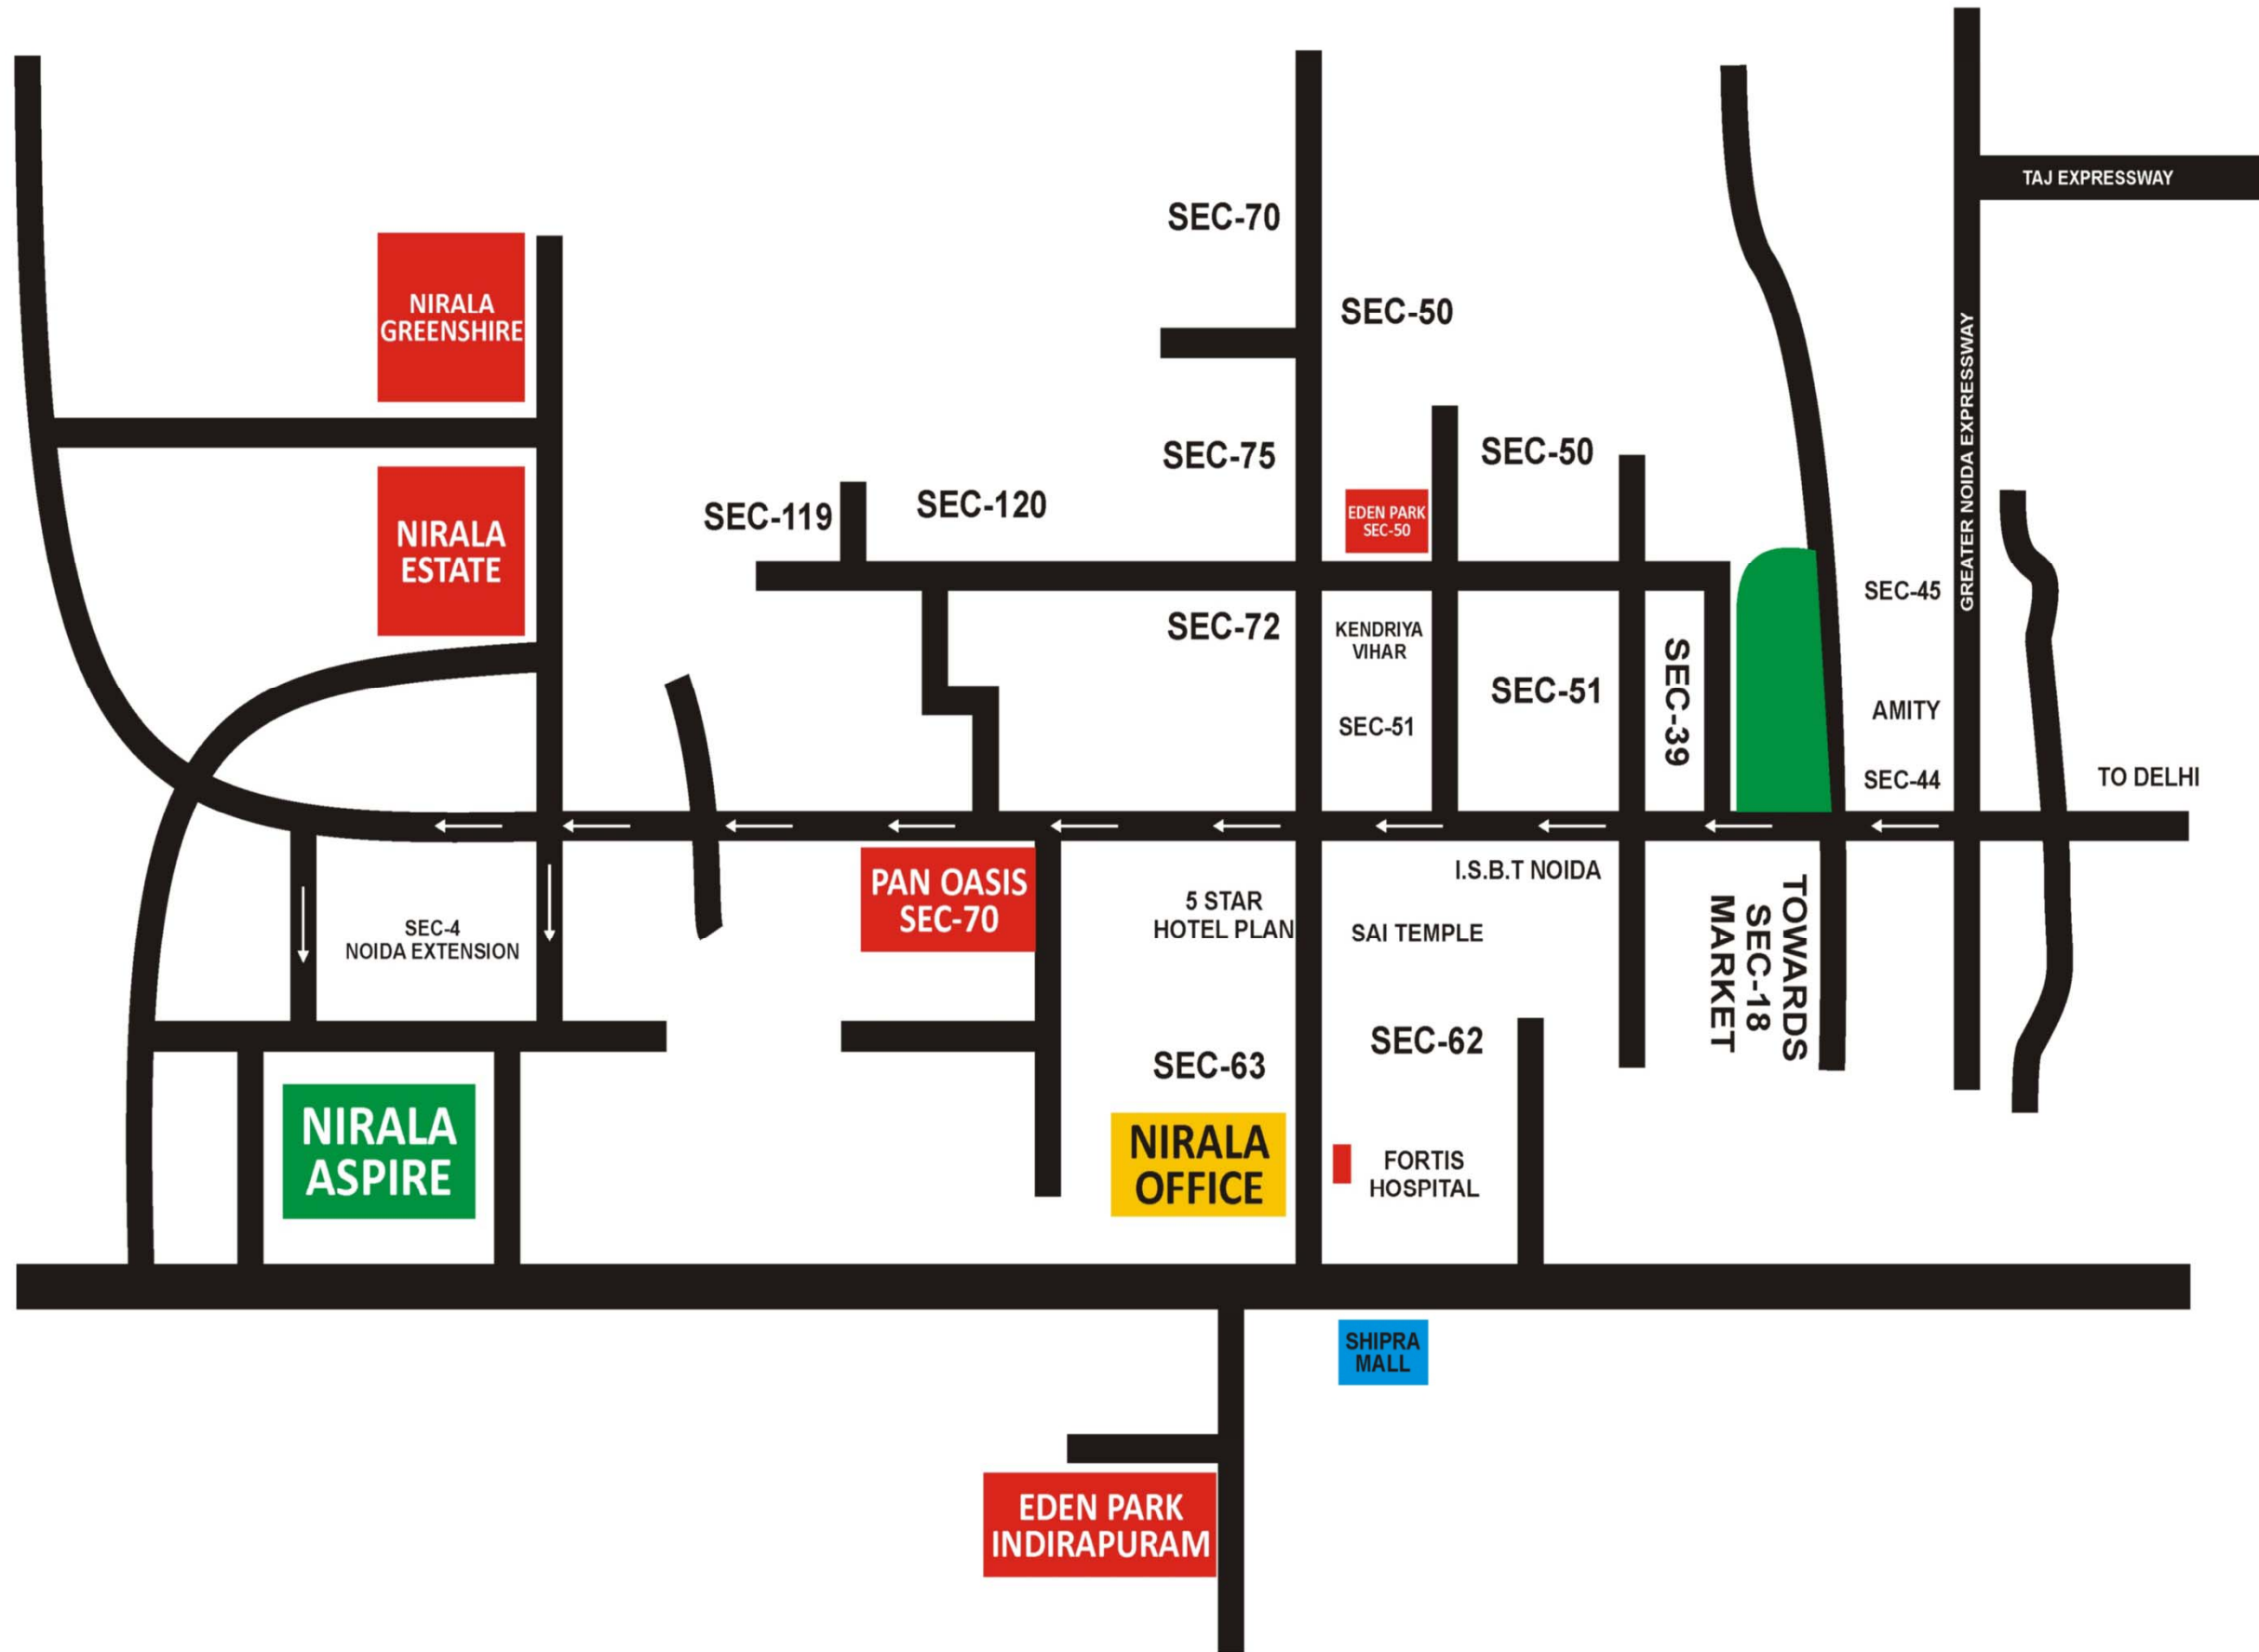 TAJ EXPRESSWAY
SEC-70
NIRALA
GREENSHIRE
SEC-50
GREATER NOIDA EXPRESSWAY
SEC-75
SEC-50
NIRALA
ESTATE
SEC-119
SEC-120
EDEN PARK
SEC-50
SEC-45
SEC-72
KENDRIYA
VIHAR
SEC-51
SEC-39
SEC-51
AMITY
SEC-44
TO DELHI
PAN OASIS
SEC-70
I.S.B.T NOIDA
5 STAR
HOTEL PLAN
SEC-4
NOIDA EXTENSION
SAI TEMPLE
TOWARDS
SEC-18
MARKET
SEC-63
SEC-62
NIRALA
ASPIRE
NIRALA
OFFICE
FORTIS
HOSPITAL
SHIPRA
MALL
EDEN PARK
INDIRAPURAM